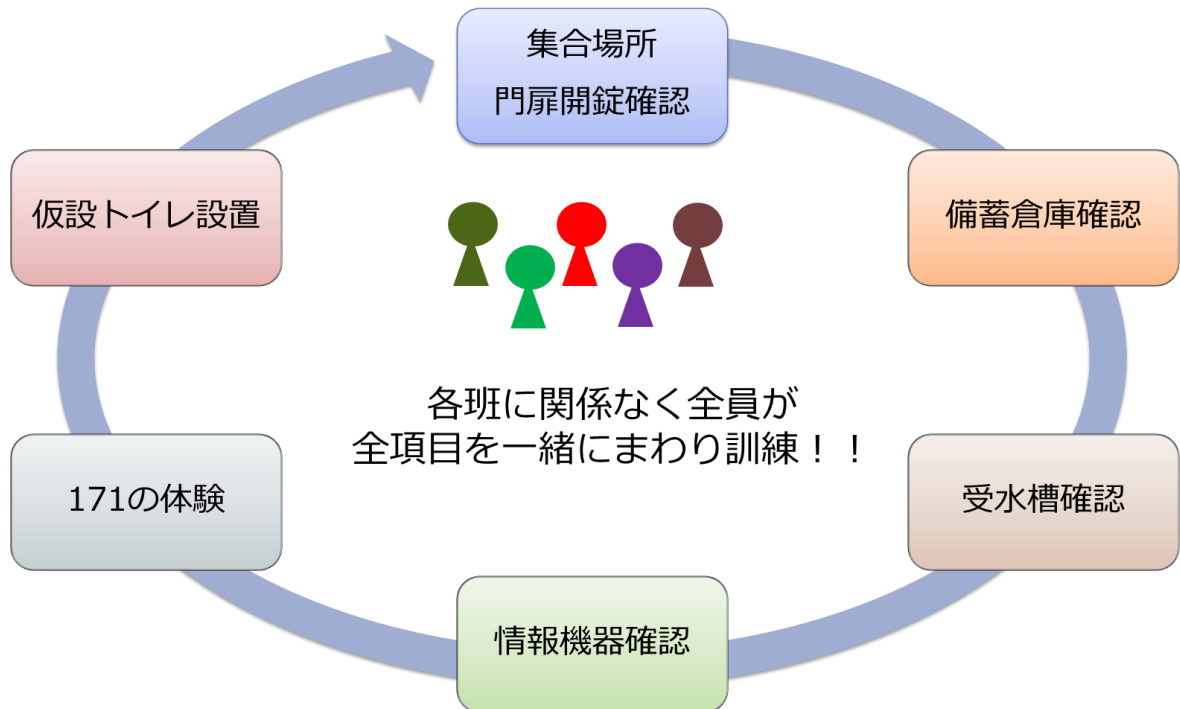 集合場所
門扉開錠確認
備蓄倉庫確認
受水槽確認
情報機器確認
171の体験
仮設トイレ設置
各班に関係なく全員が
全項目を一緒にまわり訓練！！